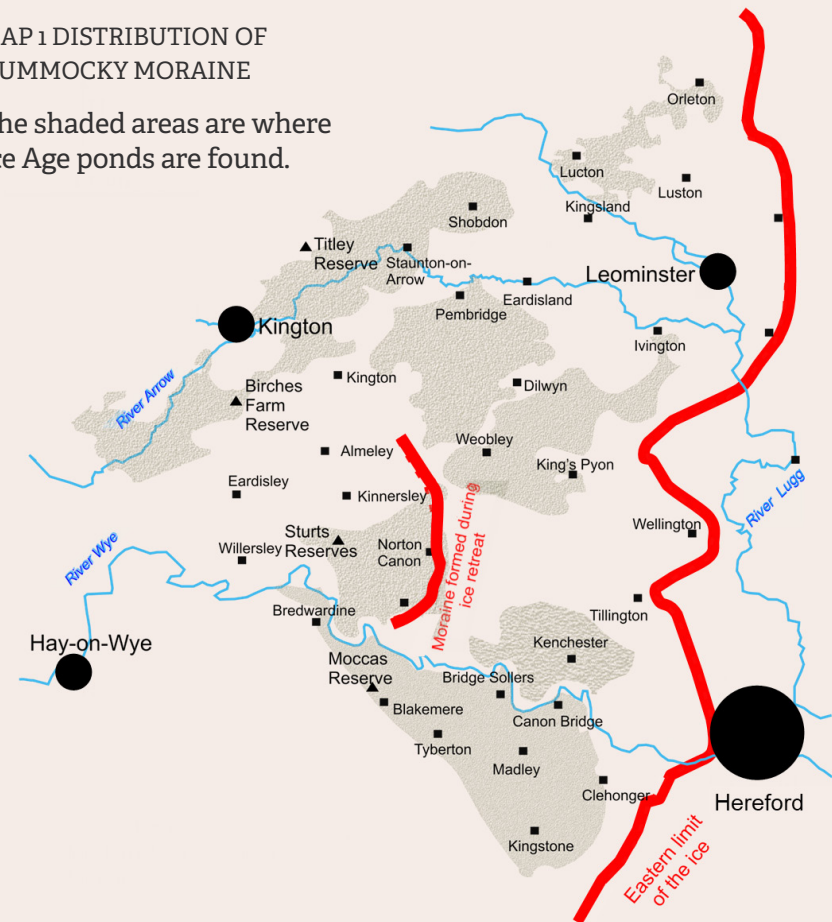 AP 1 DISTRIBUTION OF
UMMOCKY MORAINE
he shaded areas are where
ce Age ponds are found.
Orleton
Lucton
Luston
Kingsland
Shobdon
Titley
Reserve
Staunton-on-
Arrow
Leominster
Eardisland
Pembridge
Kington
Ivington
Kington
Dilwyn
River Arrow
Birches
Farm
Reserve
Almeley
Weobley
King's Pyon
Eardisley
Kinnersley
River Lugg
Wellington
Sturts
Reserves
Norton
Canon
Moraine formed during
ice retreat
Willersley
River Wye
Bredwardine
Tillington
Hay-on-Wye
Kenchester
Moccas
Reserve
Bridge Sollers
Blakemere
Canon Bridge
Tyberton
Madley
Clehonger
Hereford
Kingstone
Eastern limit
of the ice